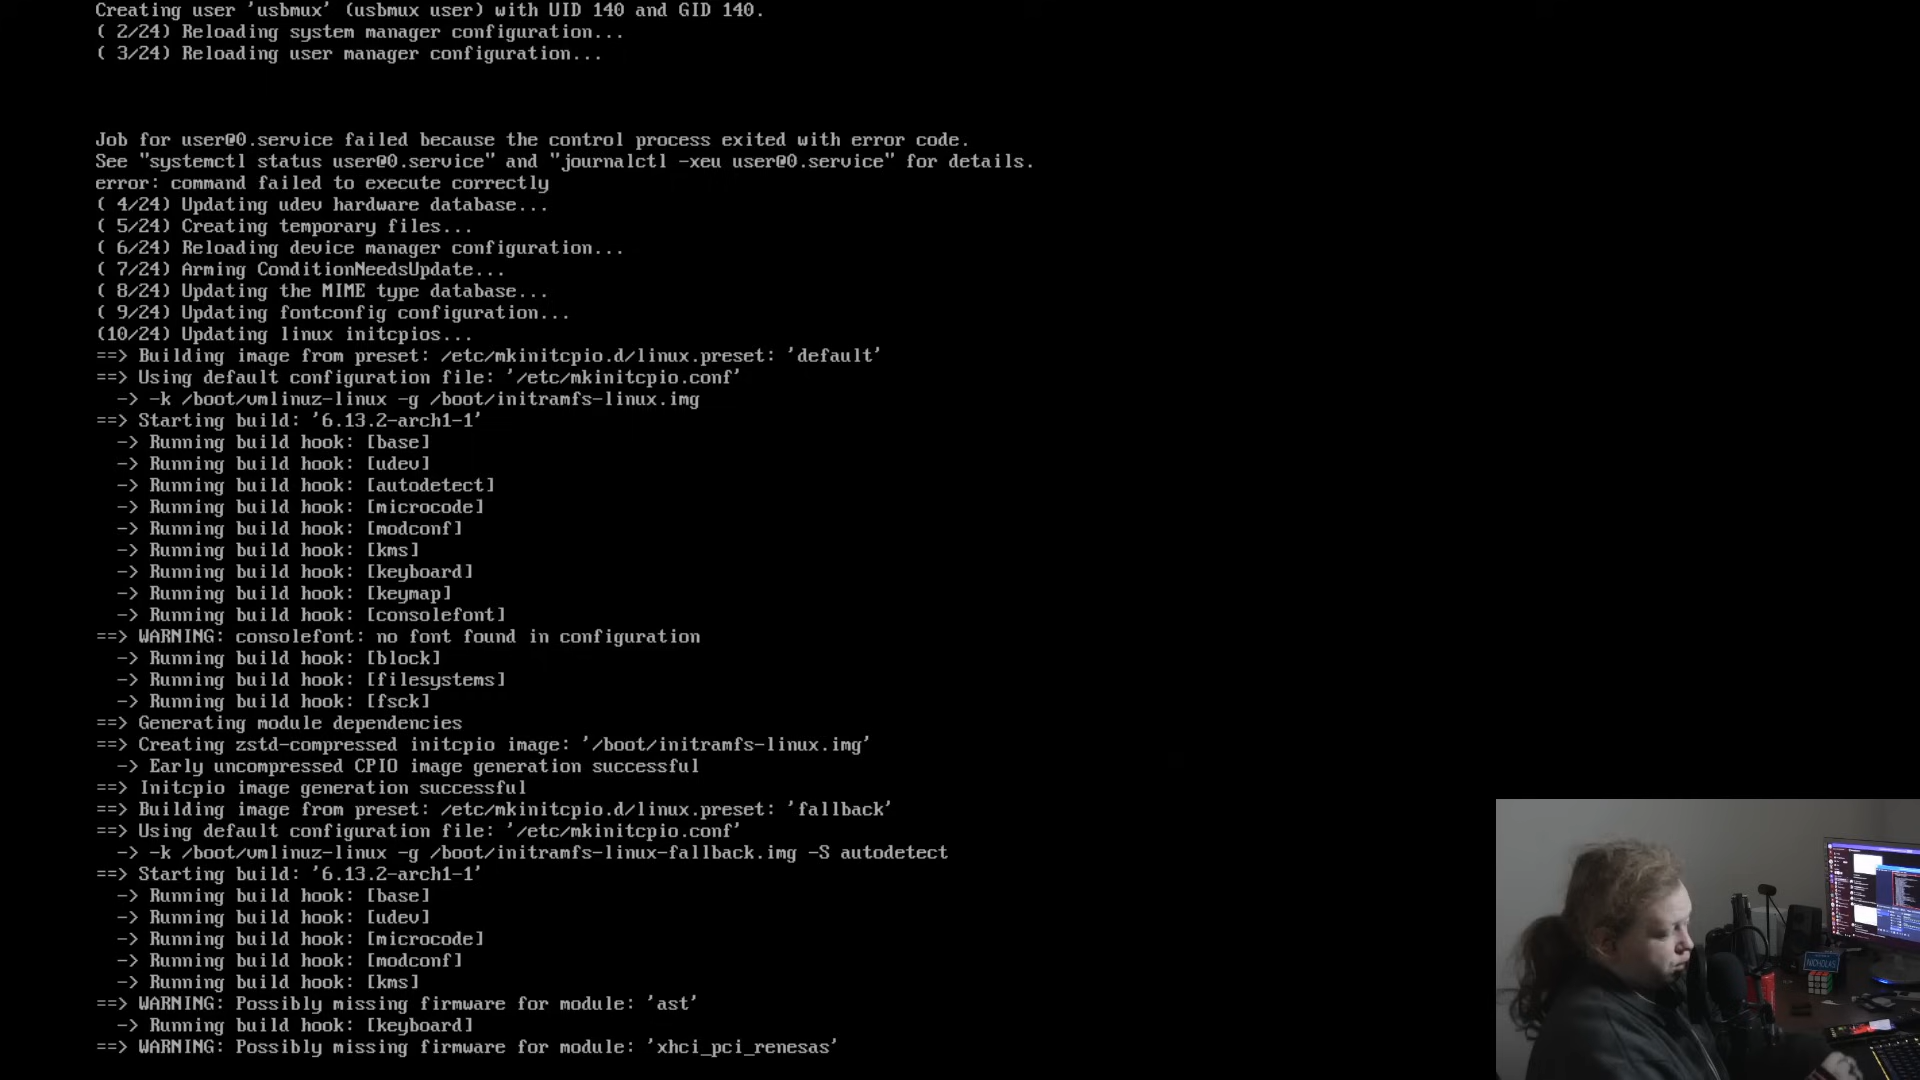 Creating user 'usbmux' (usbmux user) with UID 140 and GID 140.
( 2/24) Reloading system manager configuration...
( 3/24) Reloading user manager configuration...
Job for user@0.service failed because the control process exited with error code.
See "systemctl status user@0.service" and "journalctl -xeu user@0.service" for details.
error: command failed to execute correctly
( 4/24) Updating udev hardware database...
( 5/24) Creating temporary files...
( 6/24) Reloading device manager configuration...
( 7/24) Arming ConditionNeedsUpdate...
( 8/24) Updating the MIME type database...
( 9/24) Updating fontconfig configuration...
(10/24) Updating linux initcpios...
==> Building image from preset: /etc/mkinitcpio.d/linux.preset: 'default'
==> Using default configuration file: '/etc/mkinitcpio.conf'
  -> -k /boot/vmlinuz-linux -g /boot/initramfs-linux.img
==> Starting build: '6.13.2-arch1-1'
  -> Running build hook: [base]
  -> Running build hook: [udev]
  -> Running build hook: [autodetect]
  -> Running build hook: [microcode]
  -> Running build hook: [modconf]
  -> Running build hook: [kms]
  -> Running build hook: [keyboard]
  -> Running build hook: [keymap]
  -> Running build hook: [consolefont]
==> WARNING: consolefont: no font found in configuration
  -> Running build hook: [block]
  -> Running build hook: [filesystems]
  -> Running build hook: [fsck]
==> Generating module dependencies
==> Creating zstd-compressed initcpio image: '/boot/initramfs-linux.img'
  -> Early uncompressed CPIO image generation successful
==> Initcpio image generation successful
==> Building image from preset: /etc/mkinitcpio.d/linux.preset: 'fallback'
==> Using default configuration file: '/etc/mkinitcpio.conf'
  -> -k /boot/vmlinuz-linux -g /boot/initramfs-linux-fallback.img -S autodetect
==> Starting build: '6.13.2-arch1-1'
  -> Running build hook: [base]
  -> Running build hook: [udev]
  -> Running build hook: [microcode]
  -> Running build hook: [modconf]
  -> Running build hook: [kms]
==> WARNING: Possibly missing firmware for module: 'ast'
  -> Running build hook: [keyboard]
==> WARNING: Possibly missing firmware for module: 'xhci_pci_renesas'
NICHOLAS